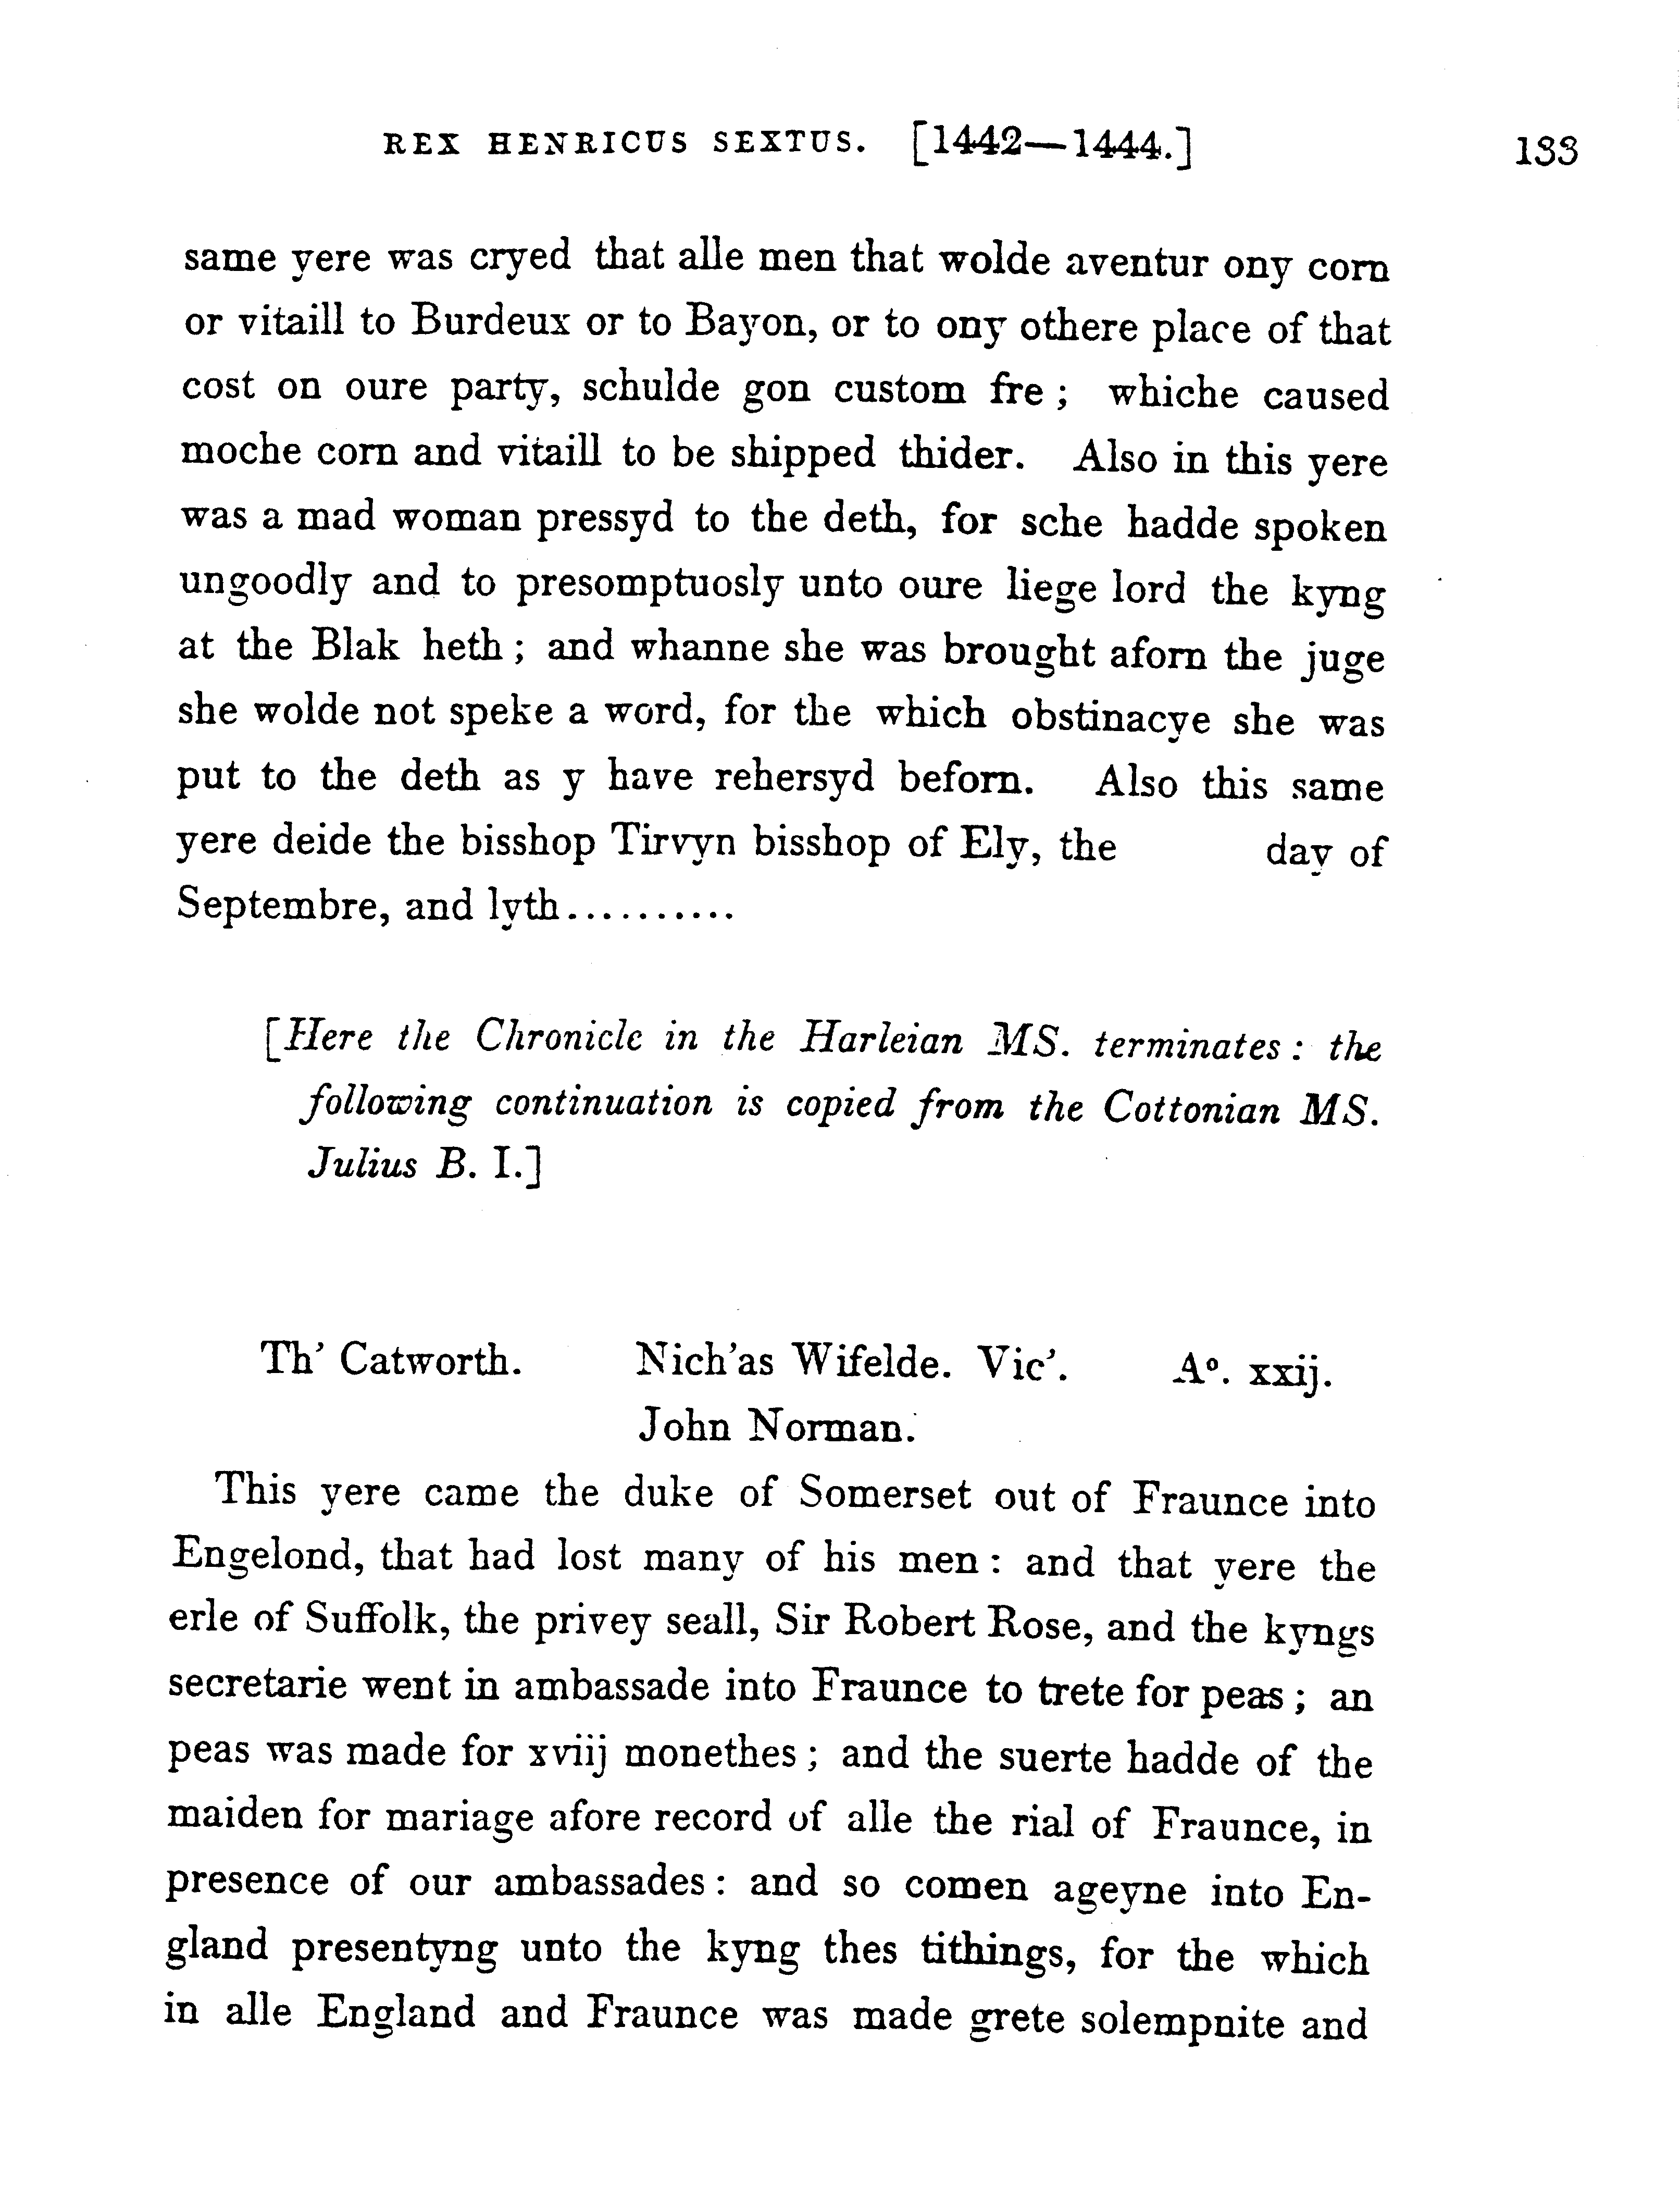 REX HENRICUS SEXTUS. [1442—1444.] 133
same yere was cryed that alle men that wolde aventur ony corn
or vitaill to Burdeux or to Bayon, or to ony othere place of that
cost on oure party, schulde gon custom fre ; whiche caused
moche corn and vitaill to be shipped thider. Also in this yere
was a mad woman pressyd to the deth, for sche hadde spoken
ungoodly and to presomptuosly unto oure liege lord the kyng
at the Blak heth ; and whanne she was brought aforn the juge
she wolde not speke a word, for the which obstinacye she was
put to the deth as y have rehersyd beforn. Also this same
yere deide the bisshop Tirvyn bisshop of Ely, the day of
Septembre, and lyth..........
[Here the Chronicle in the Harleian MS. terminates : the
following continuation is copied from the Cottonian MS.
Julius B. I.]
Th' Catworth. Nich'as Wifelde. Vic'. Aº. xxij.
John Norman.
This yere came the duke of Somerset out of Fraunce into
Engelond, that had lost many of his men : and that yere the
erle of Suffolk, the privey seall, Sir Robert Rose, and the kyngs
secretarie went in ambassade into Fraunce to trete for peas ; an
peas was made for xviij monethes ; and the suerte hadde of the
maiden for mariage afore record of alle the rial of Fraunce, in
presence of our ambassades : and so comen ageyne into En-
gland presentyng unto the kyng thes tithings, for the which
in alle England and Fraunce was made grete solempnite and